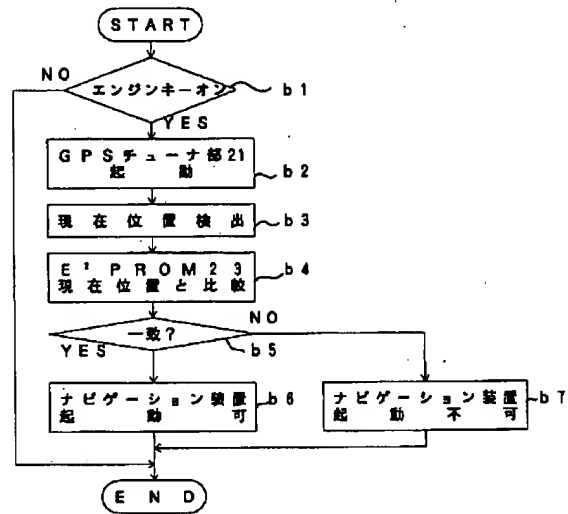 START
NO
エンジンキーオン
b1
YES
GPSチューナ部21
起動
b2
現在位置検出
b3
E²PROM23
現在位置と比較
b4
一致?
NO
YES
b5
ナビゲーション装置
起動可
b6
ナビゲーション装置
起動不可
b7
END